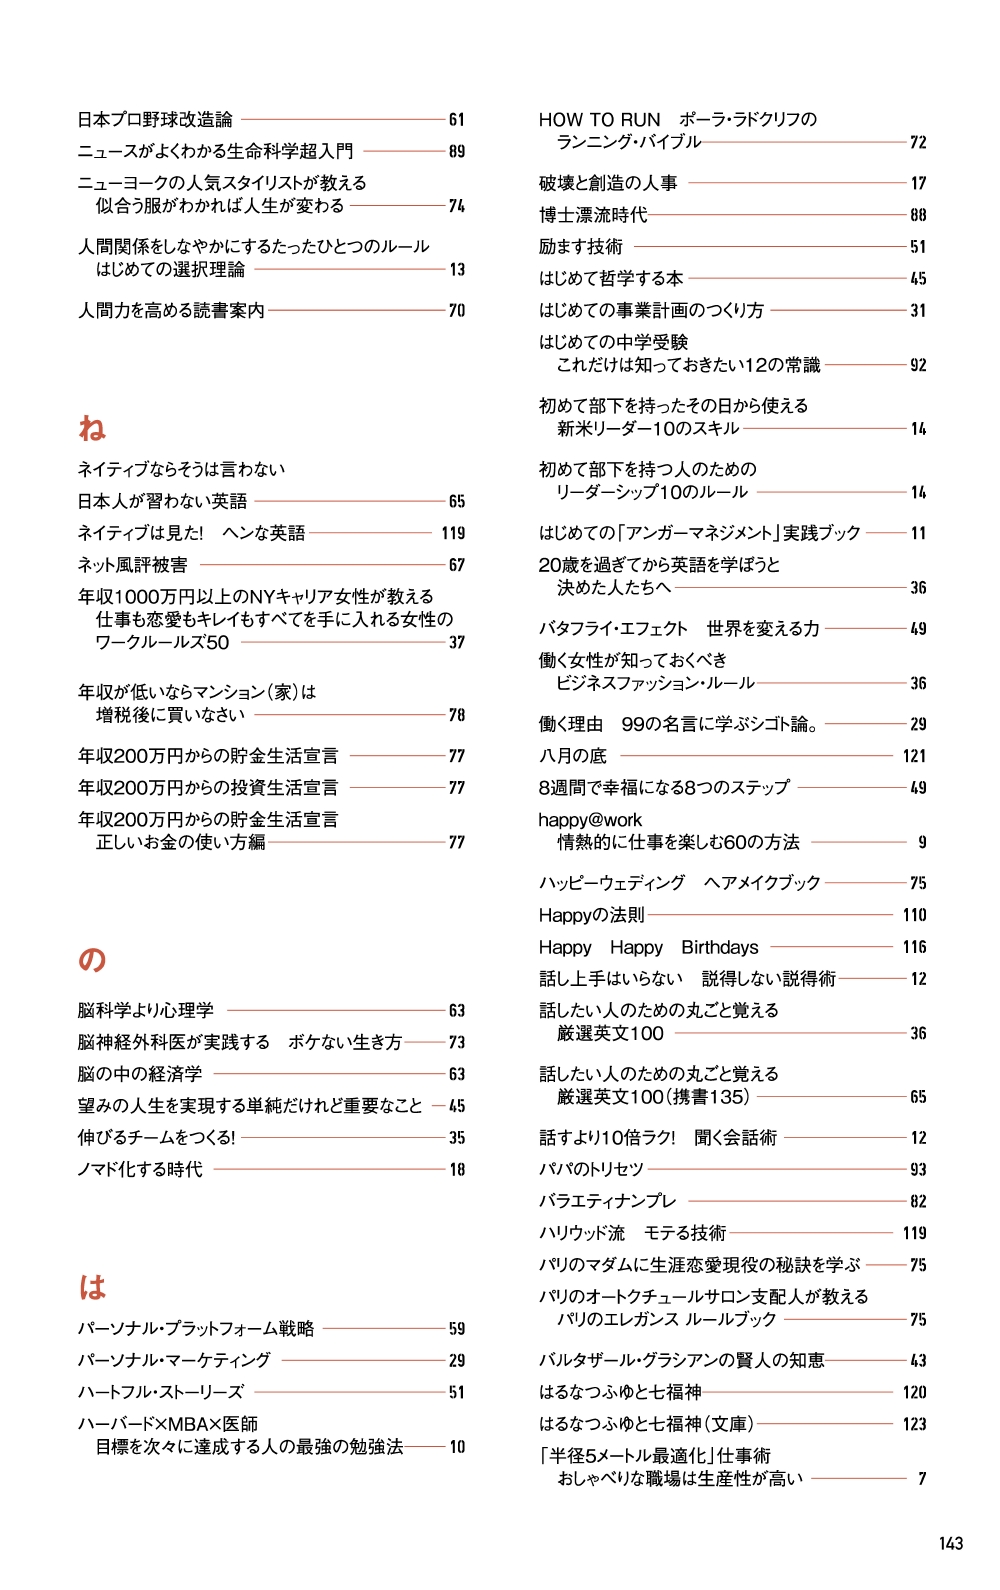 日本プロ野球改造論 61
ニュースがよくわかる生命科学超入門 89
ニューヨークの人気スタイリストが教える
似合う服がわかれば人生が変わる 74
人間関係をしなやかにするたったひとつのルール
はじめての選択理論 13
人間力を高める読書案内 70
ね
ネイティブならそうは言わない
日本人が習わない英語 65
ネイティブは見た!　ヘンな英語 119
ネット風評被害 67
年収1000万円以上のNYキャリア女性が教える
仕事も恋愛もキレイもすべてを手に入れる女性の
ワークルールズ50 37
年収が低いならマンション(家)は
増税後に買いなさい 78
年収200万円からの貯金生活宣言 77
年収200万円からの投資生活宣言 77
年収200万円からの貯金生活宣言
正しいお金の使い方編 77
の
脳科学より心理学 63
脳神経外科医が実践する　ボケない生き方 73
脳の中の経済学 63
望みの人生を実現する単純だけれど重要なこと 45
伸びるチームをつくる! 35
ノマド化する時代 18
は
パーソナル・プラットフォーム戦略 59
パーソナル・マーケティング 29
ハートフル・ストーリーズ 51
ハーバード×MBA×医師
目標を次々に達成する人の最強の勉強法 10
HOW TO RUN　ポーラ・ラドクリフの
ランニング・バイブル 72
破壊と創造の人事 17
博士漂流時代 88
励ます技術 51
はじめて哲学する本 45
はじめての事業計画のつくり方 31
はじめての中学受験
これだけは知っておきたい12の常識 92
初めて部下を持ったその日から使える
新米リーダー10のスキル 14
初めて部下を持つ人のための
リーダーシップ10のルール 14
はじめての「アンガーマネジメント」実践ブック 11
20歳を過ぎてから英語を学ぼうと
決めた人たちへ 36
バタフライ・エフェクト　世界を変える力 49
働く女性が知っておくべき
ビジネスファッション・ルール 36
働く理由　99の名言に学ぶシゴト論。 29
八月の底 121
8週間で幸福になる8つのステップ 49
happy@work
情熱的に仕事を楽しむ60の方法 9
ハッピーウェディング　ヘアメイクブック 75
Happyの法則 110
Happy　Happy　Birthdays 116
話し上手はいらない　説得しない説得術 12
話したい人のための丸ごと覚える
厳選英文100 36
話したい人のための丸ごと覚える
厳選英文100(携書135) 65
話すより10倍ラク!　聞く会話術 12
パパのトリセツ 93
バラエティナンプレ 82
ハリウッド流　モテる技術 119
パリのマダムに生涯恋愛現役の秘訣を学ぶ 75
パリのオートクチュールサロン支配人が教える
パリのエレガンス ルールブック 75
バルタザール・グラシアンの賢人の知恵 43
はるなつふゆと七福神 120
はるなつふゆと七福神(文庫) 123
「半径5メートル最適化」仕事術
おしゃべりな職場は生産性が高い 7
143